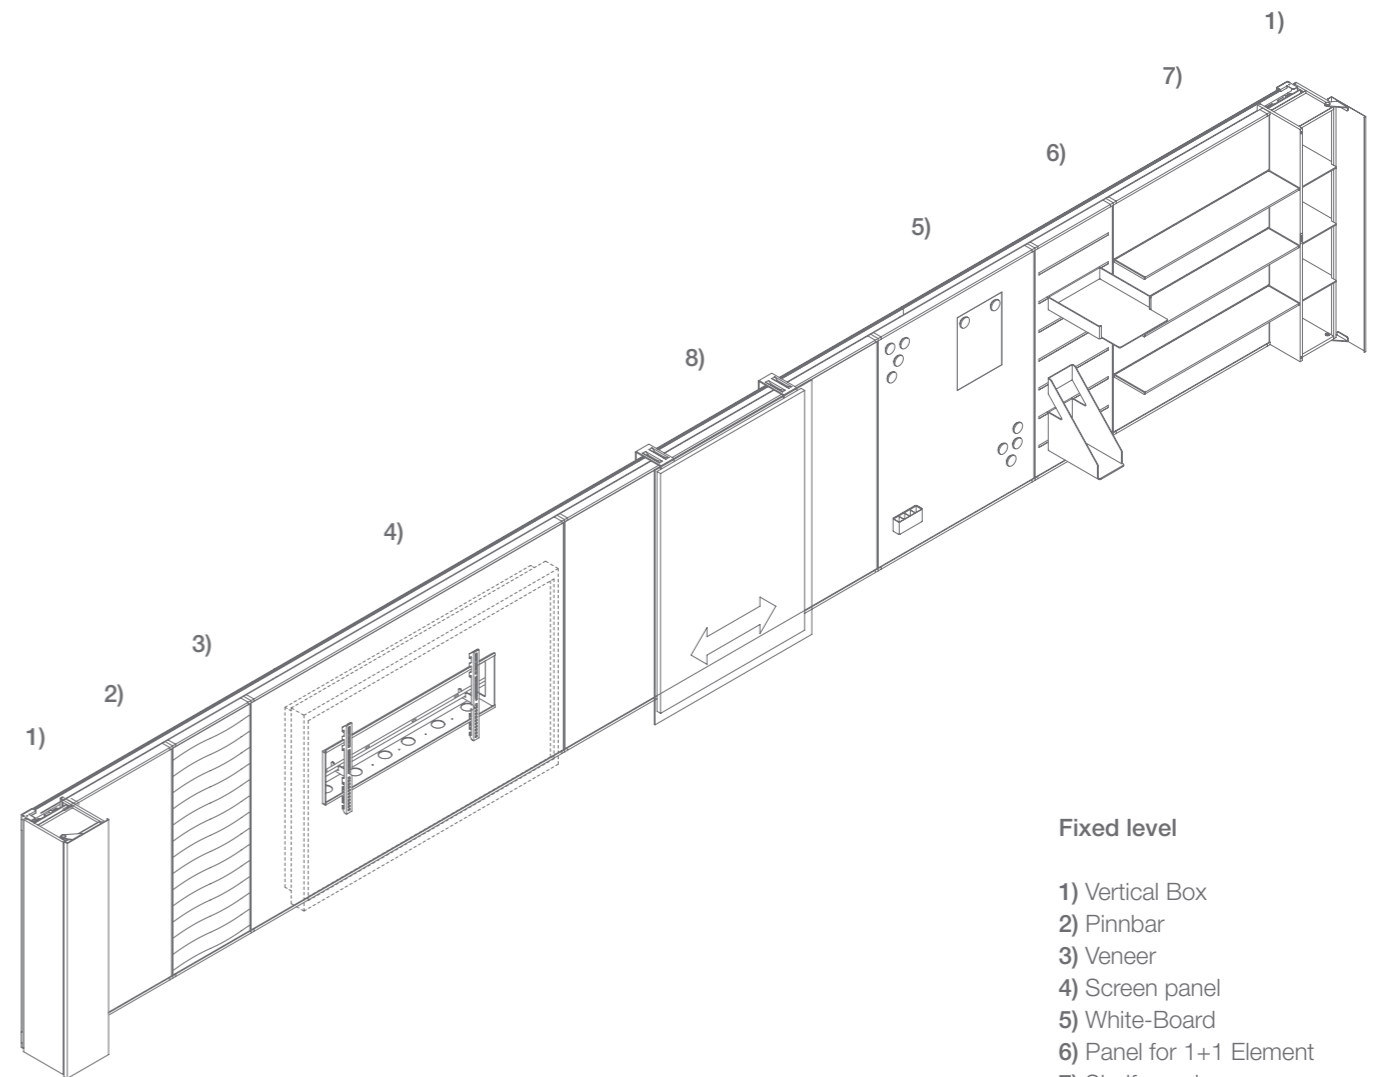 1)
7)
6)
5)
8)
4)
3)
2)
1)
Fixed level
1) Vertical Box
2) Pinnbar
3) Veneer
4) Screen panel
5) White-Board
6) Panel for 1+1 Element